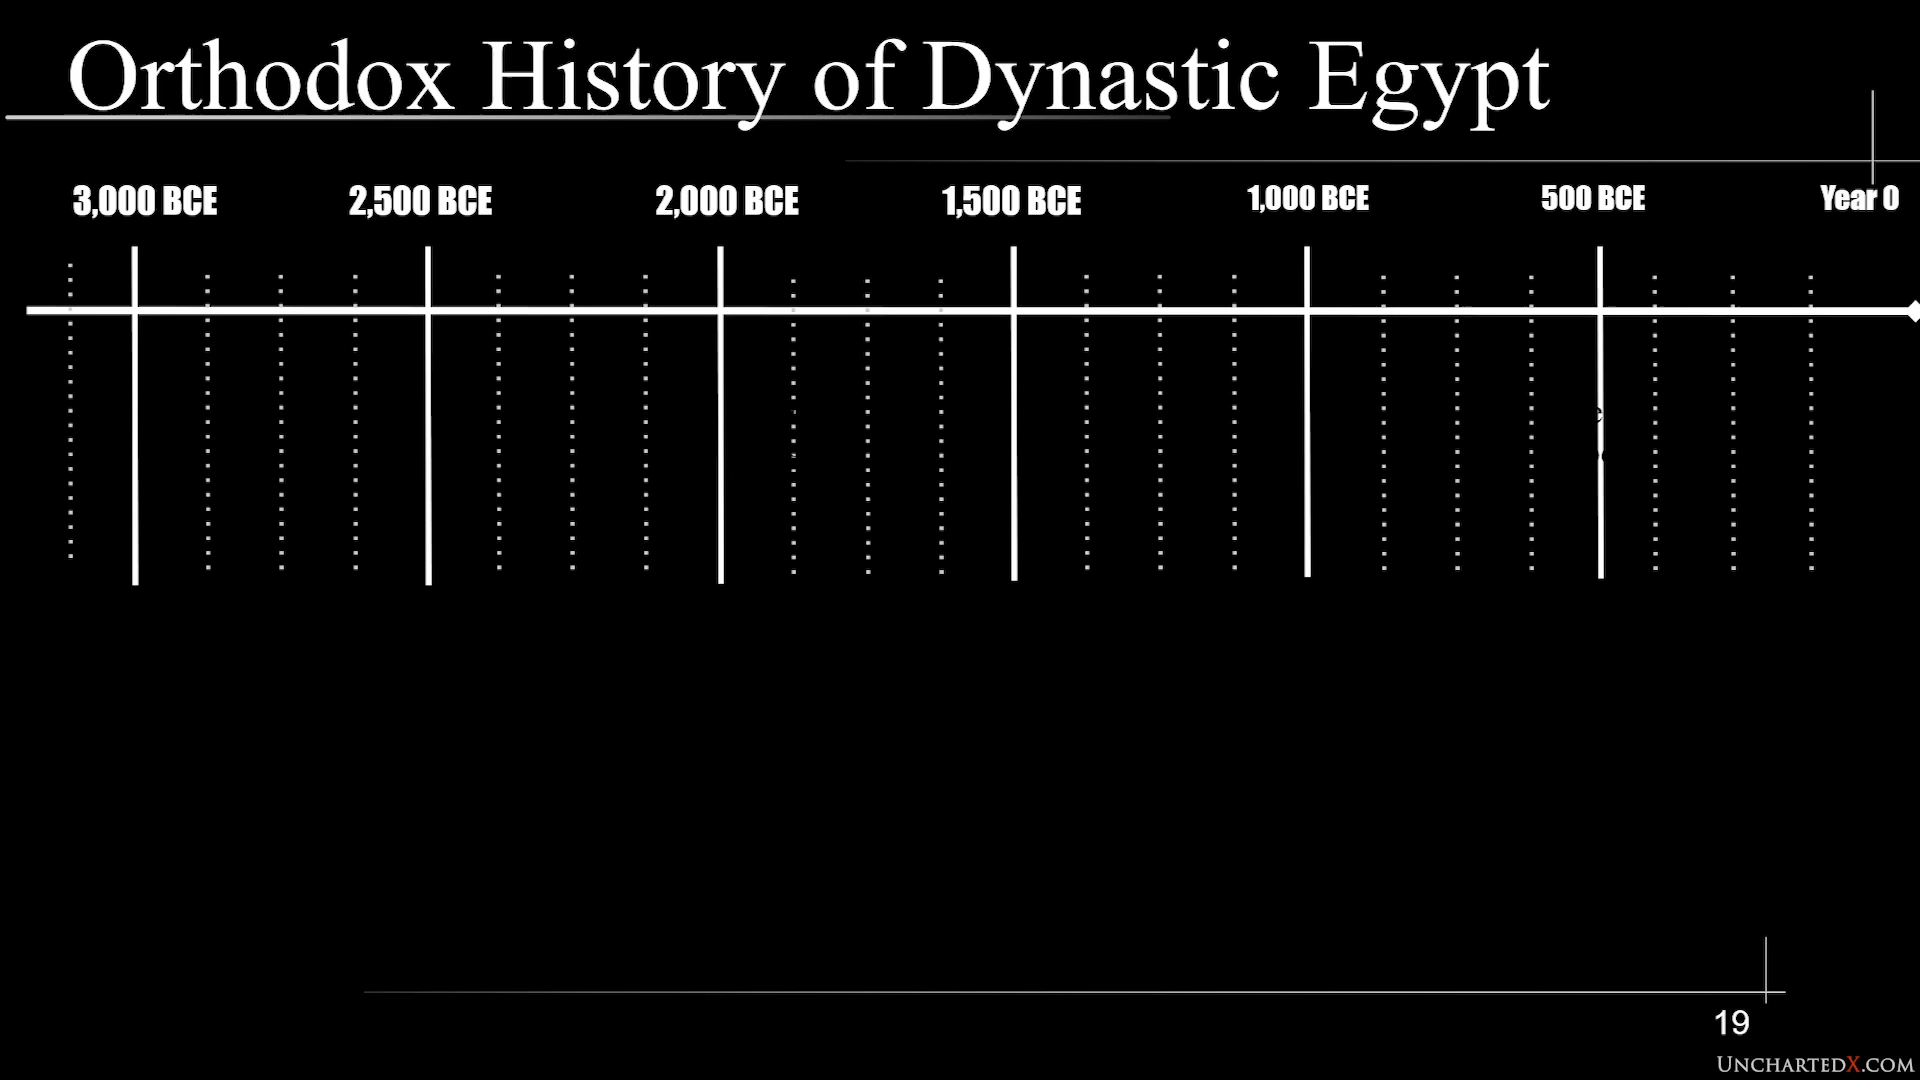 Orthodox History of Dynastic Egypt
3,000 BCE 2,500 BCE 2,000 BCE 1,500 BCE 1,000 BCE 500 BCE Year 0
19
UNCHARTEDX.COM